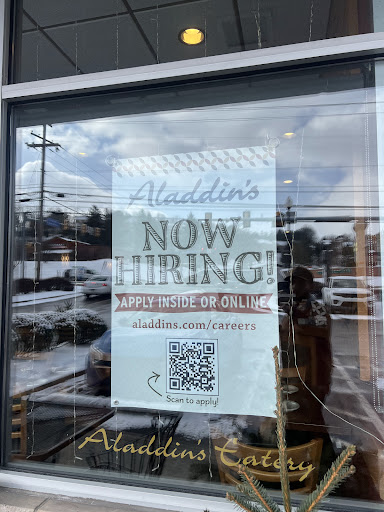 Aladdin's
NOW
HIRING!
APPLY INSIDE OR ONLINE
aladdins.com/careers
Scan to apply!
Aladdin's Eatery